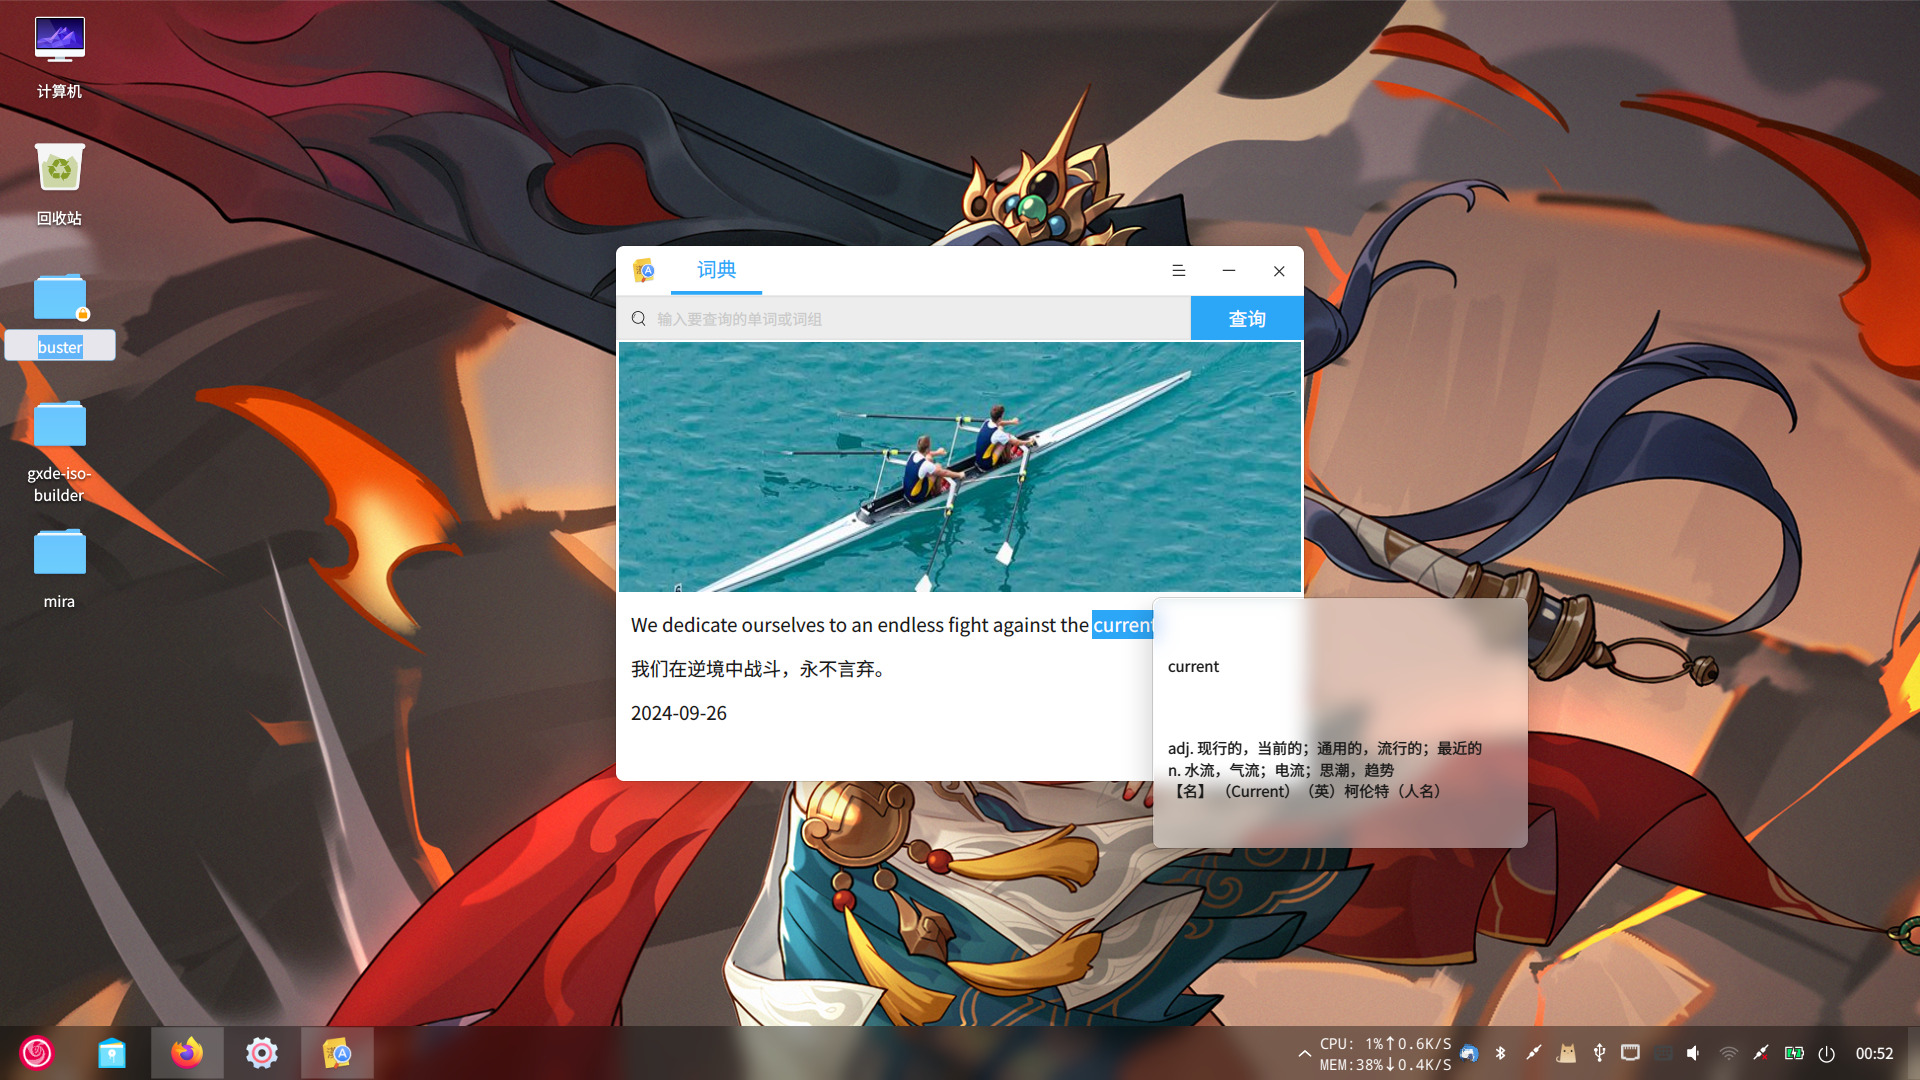 计算机
回收站
buster
gxde-iso-
builder
mira
词典
输入要查询的单词或词组
查询
We dedicate ourselves to an endless fight against the current
我们在逆境中战斗，永不言弃。
2024-09-26
current
adj. 现行的，当前的；通用的，流行的；最近的
n. 水流，气流；电流；思潮，趋势
【名】（Current）（英）柯伦特（人名）
CPU: 1%↑0.6K/S
MEM:38%↓0.4K/S
00:52